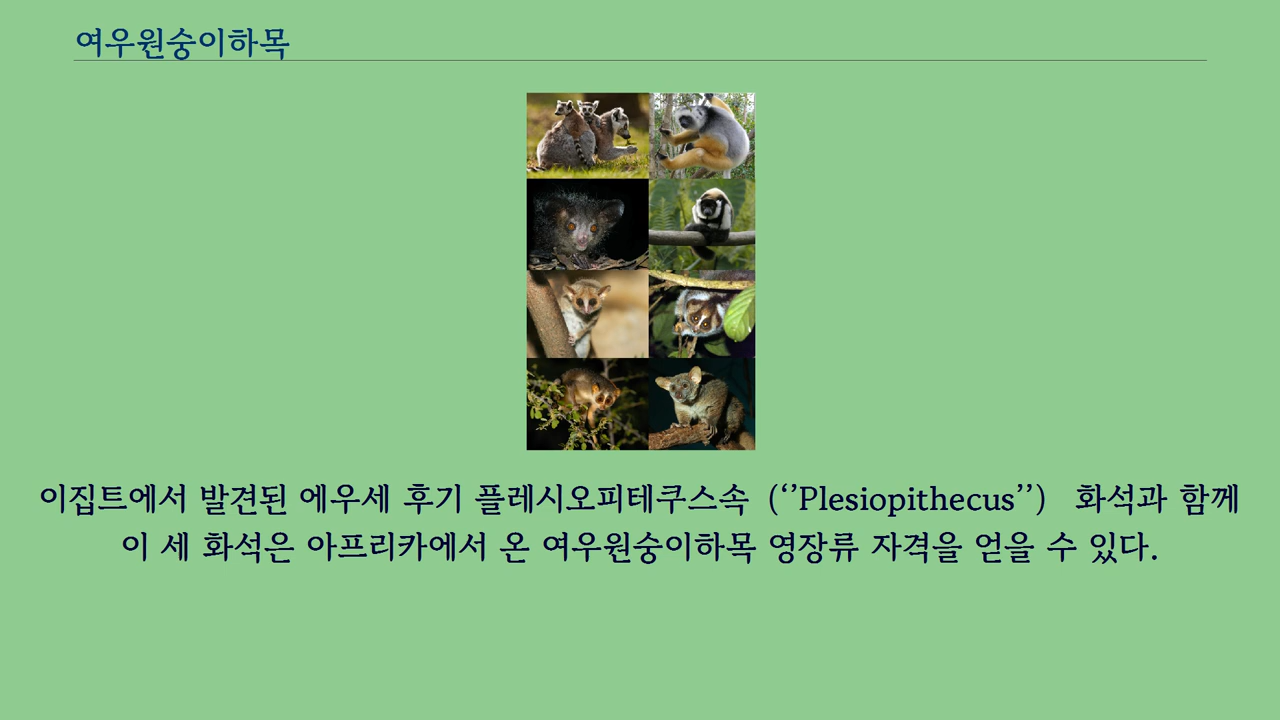 여우원숭이하목
이집트에서 발견된 에우세 후기 플레시오피테쿠스속 (‘’Plesiopithecus’’) 화석과 함께
이 세 화석은 아프리카에서 온 여우원숭이하목 영장류 자격을 얻을 수 있다.